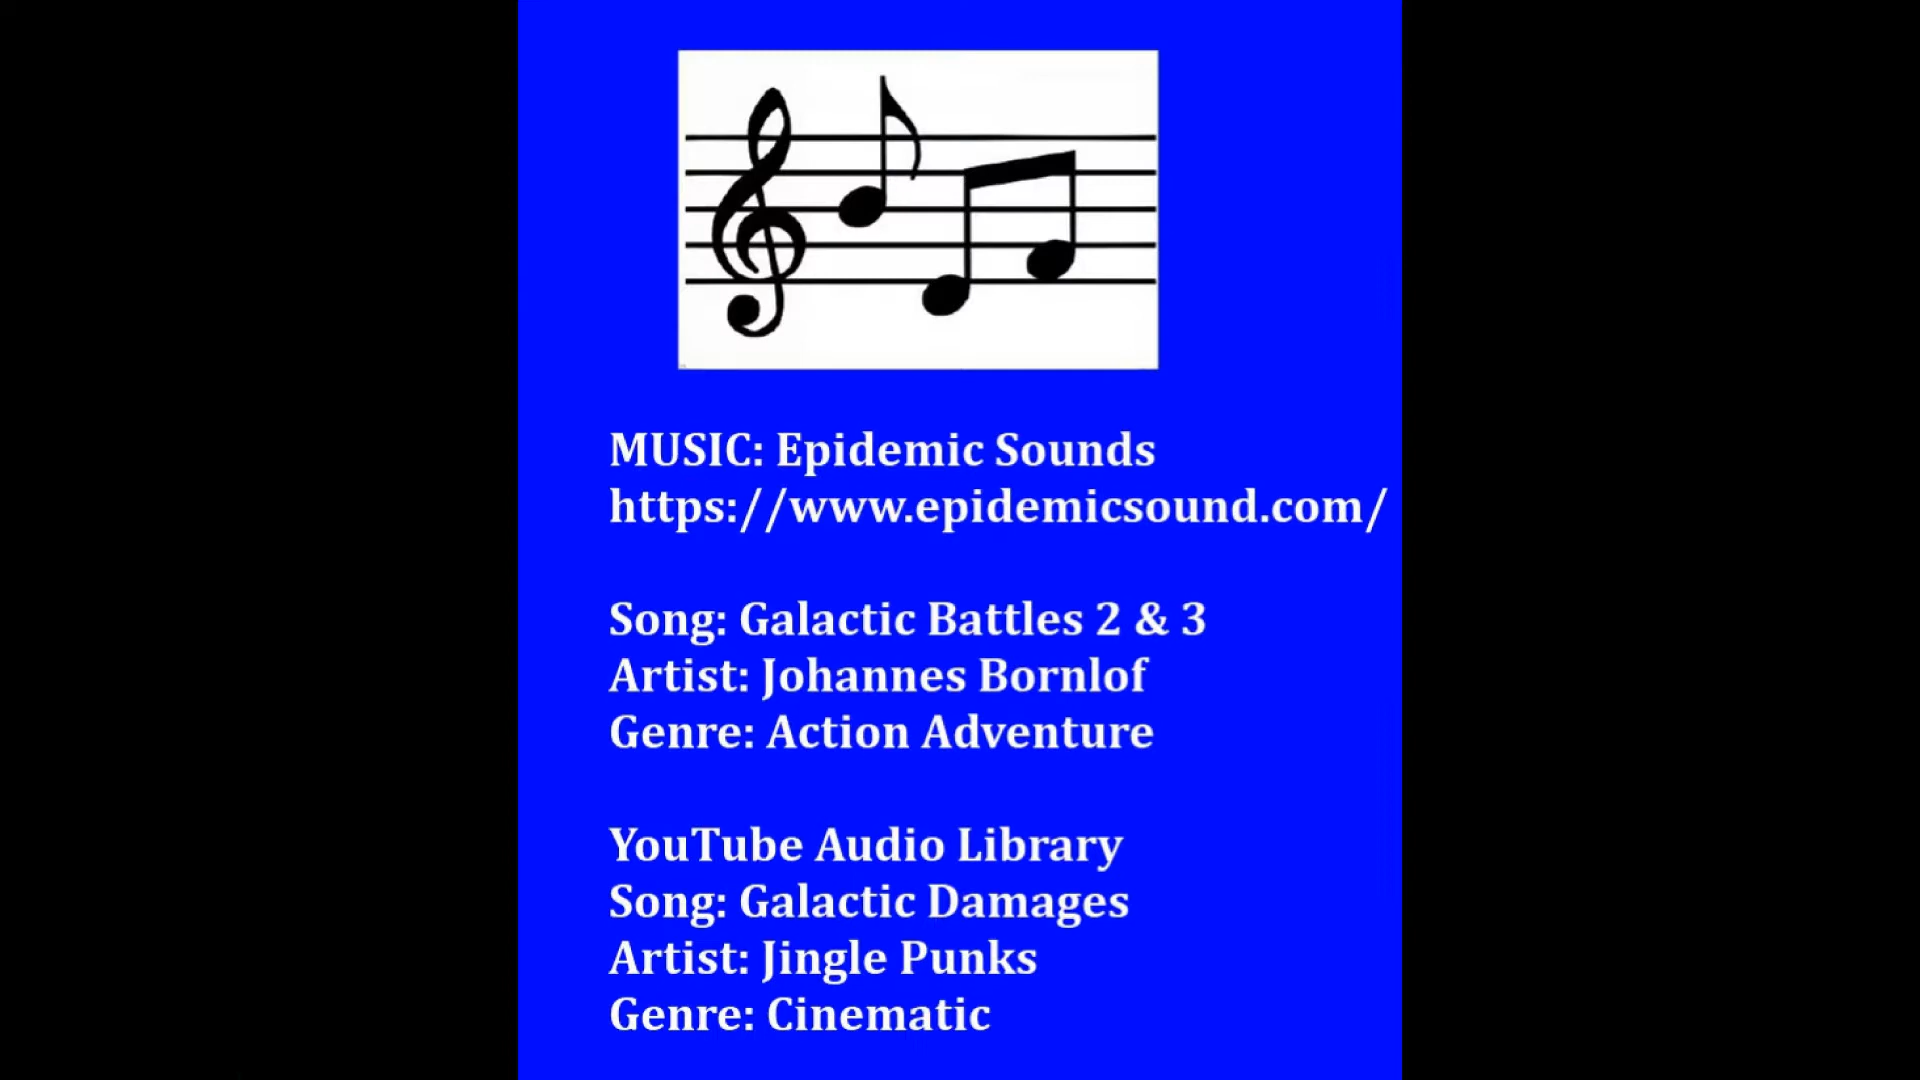 MUSIC: Epidemic Sounds
https://www.epidemicsound.com/
Song: Galactic Battles 2 & 3
Artist: Johannes Bornlof
Genre: Action Adventure
YouTube Audio Library
Song: Galactic Damages
Artist: Jingle Punks
Genre: Cinematic